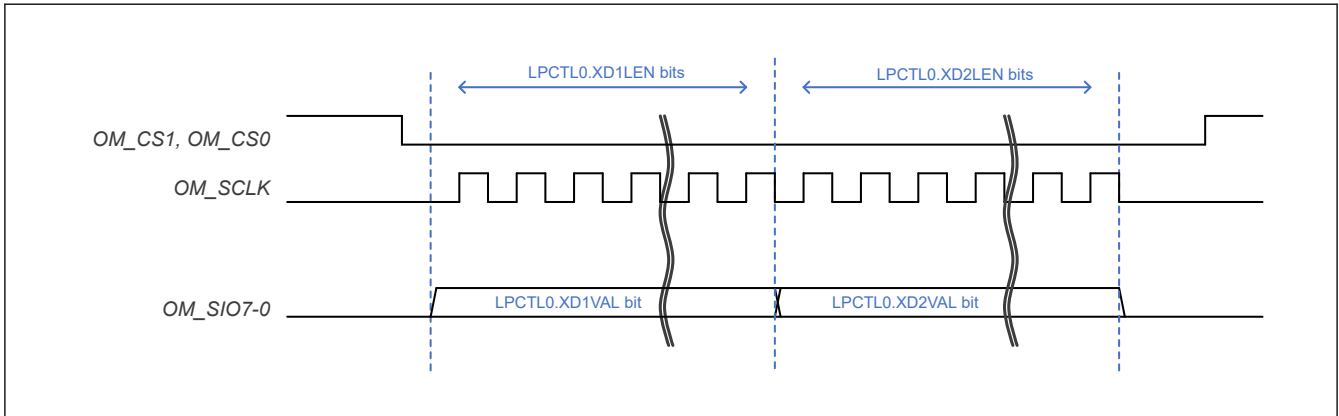 LPCTL0.XD1LEN bits
LPCTL0.XD2LEN bits
OM_CS1, OM_CS0
OM_SCLK
OM_SIO7-0
LPCTL0.XD1VAL bit
LPCTL0.XD2VAL bit